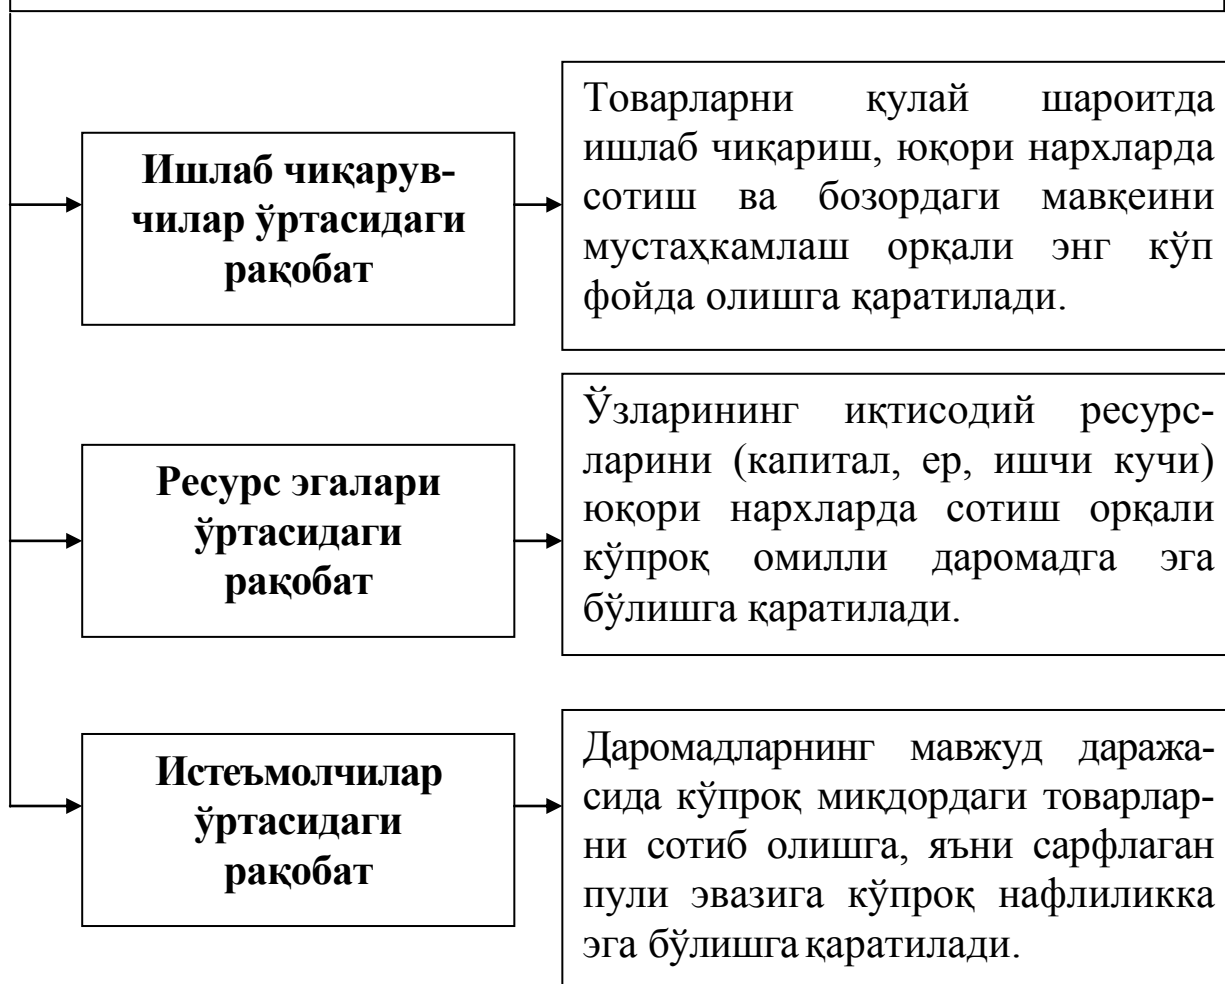 Ишлаб чиқарув-
чилар ўртасидаги
рақобат
Товарларни қулай шароитда
ишлаб чиқариш, юқори нархларда
сотиш ва бозордаги мавқеини
мустаҳкамлаш орқали энг кўп
фойда олишга қаратилади.
Ресурс эгалари
ўртасидаги
рақобат
Ўзларининг иқтисодий ресурс-
ларини (капитал, ер, ишчи кучи)
юқори нархларда сотиш орқали
кўпроқ омилли даромадга эга
бўлишга қаратилади.
Истеъмолчилар
ўртасидаги
рақобат
Даромадларнинг мавжуд даража-
сида кўпроқ миқдордаги товарлар-
ни сотиб олишга, яъни сарфлаган
пули эвазига кўпроқ нафлиликка
эга бўлишга қаратилади.